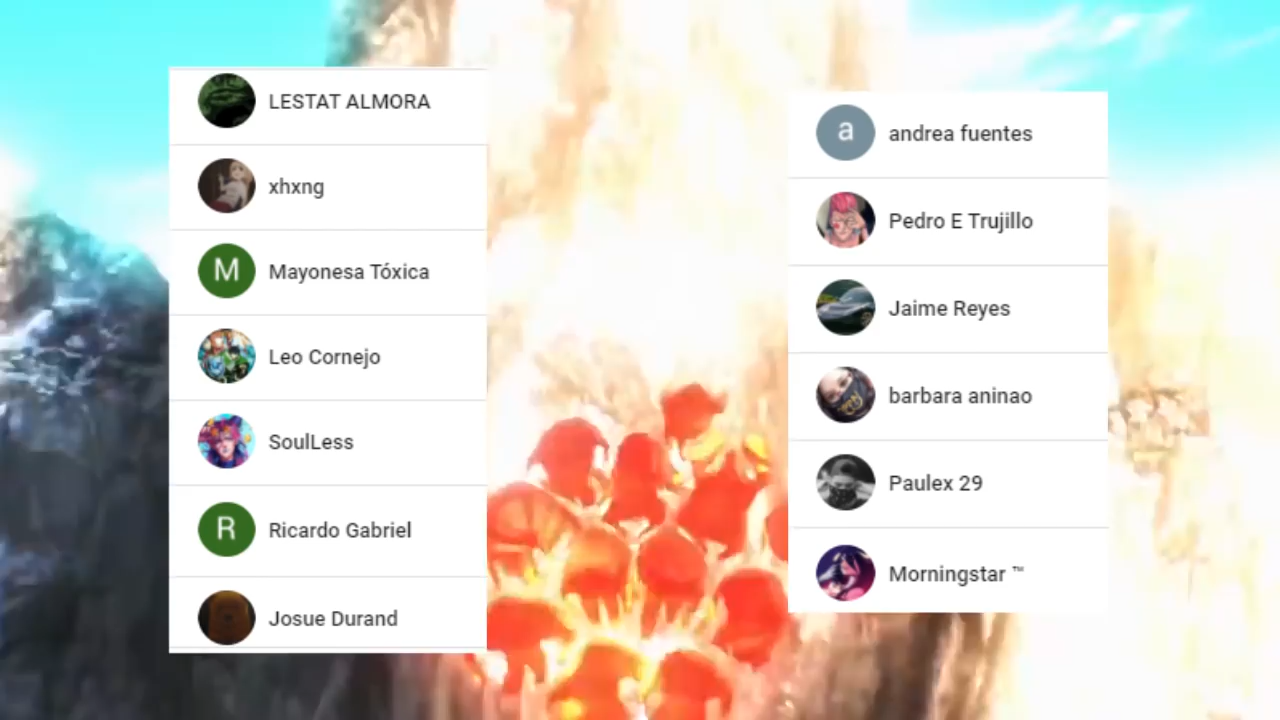 LESTAT ALMORA
xhxng
M
Mayonesa Tóxica
Leo Cornejo
SoulLess
R
Ricardo Gabriel
Josue Durand
a
andrea fuentes
Pedro E Trujillo
Jaime Reyes
barbara aninao
Paulex 29
Morningstar ™